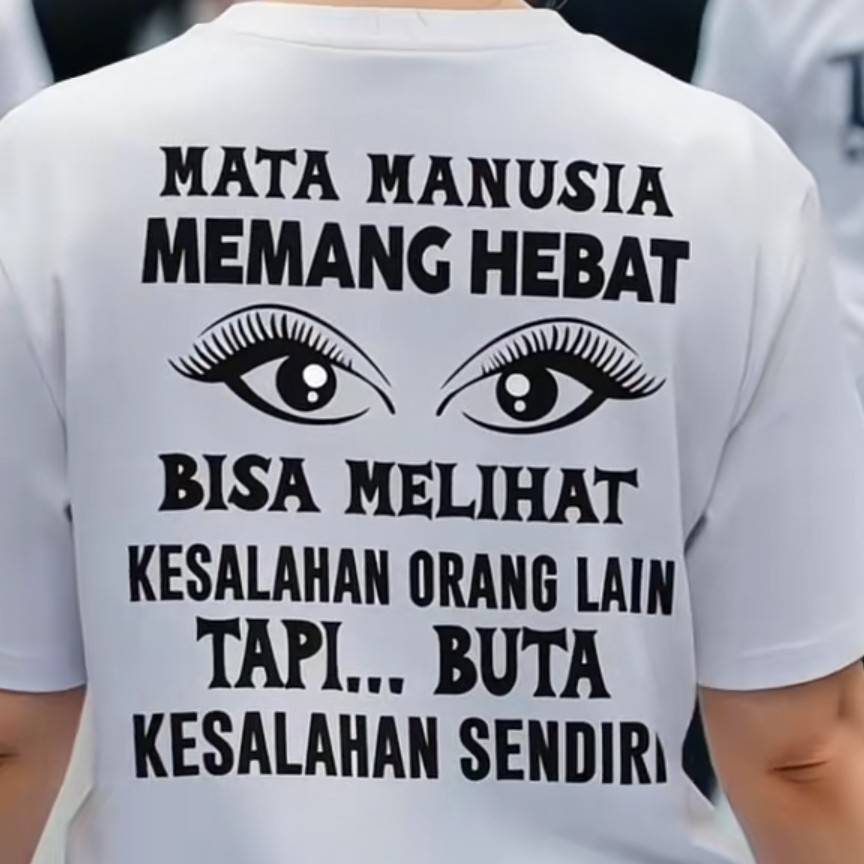 MATA MANUSIA
MEMANG HEBAT
BISA MELIHAT
KESALAHAN ORANG LAIN
TAPI... BUTA
KESALAHAN SENDIRI